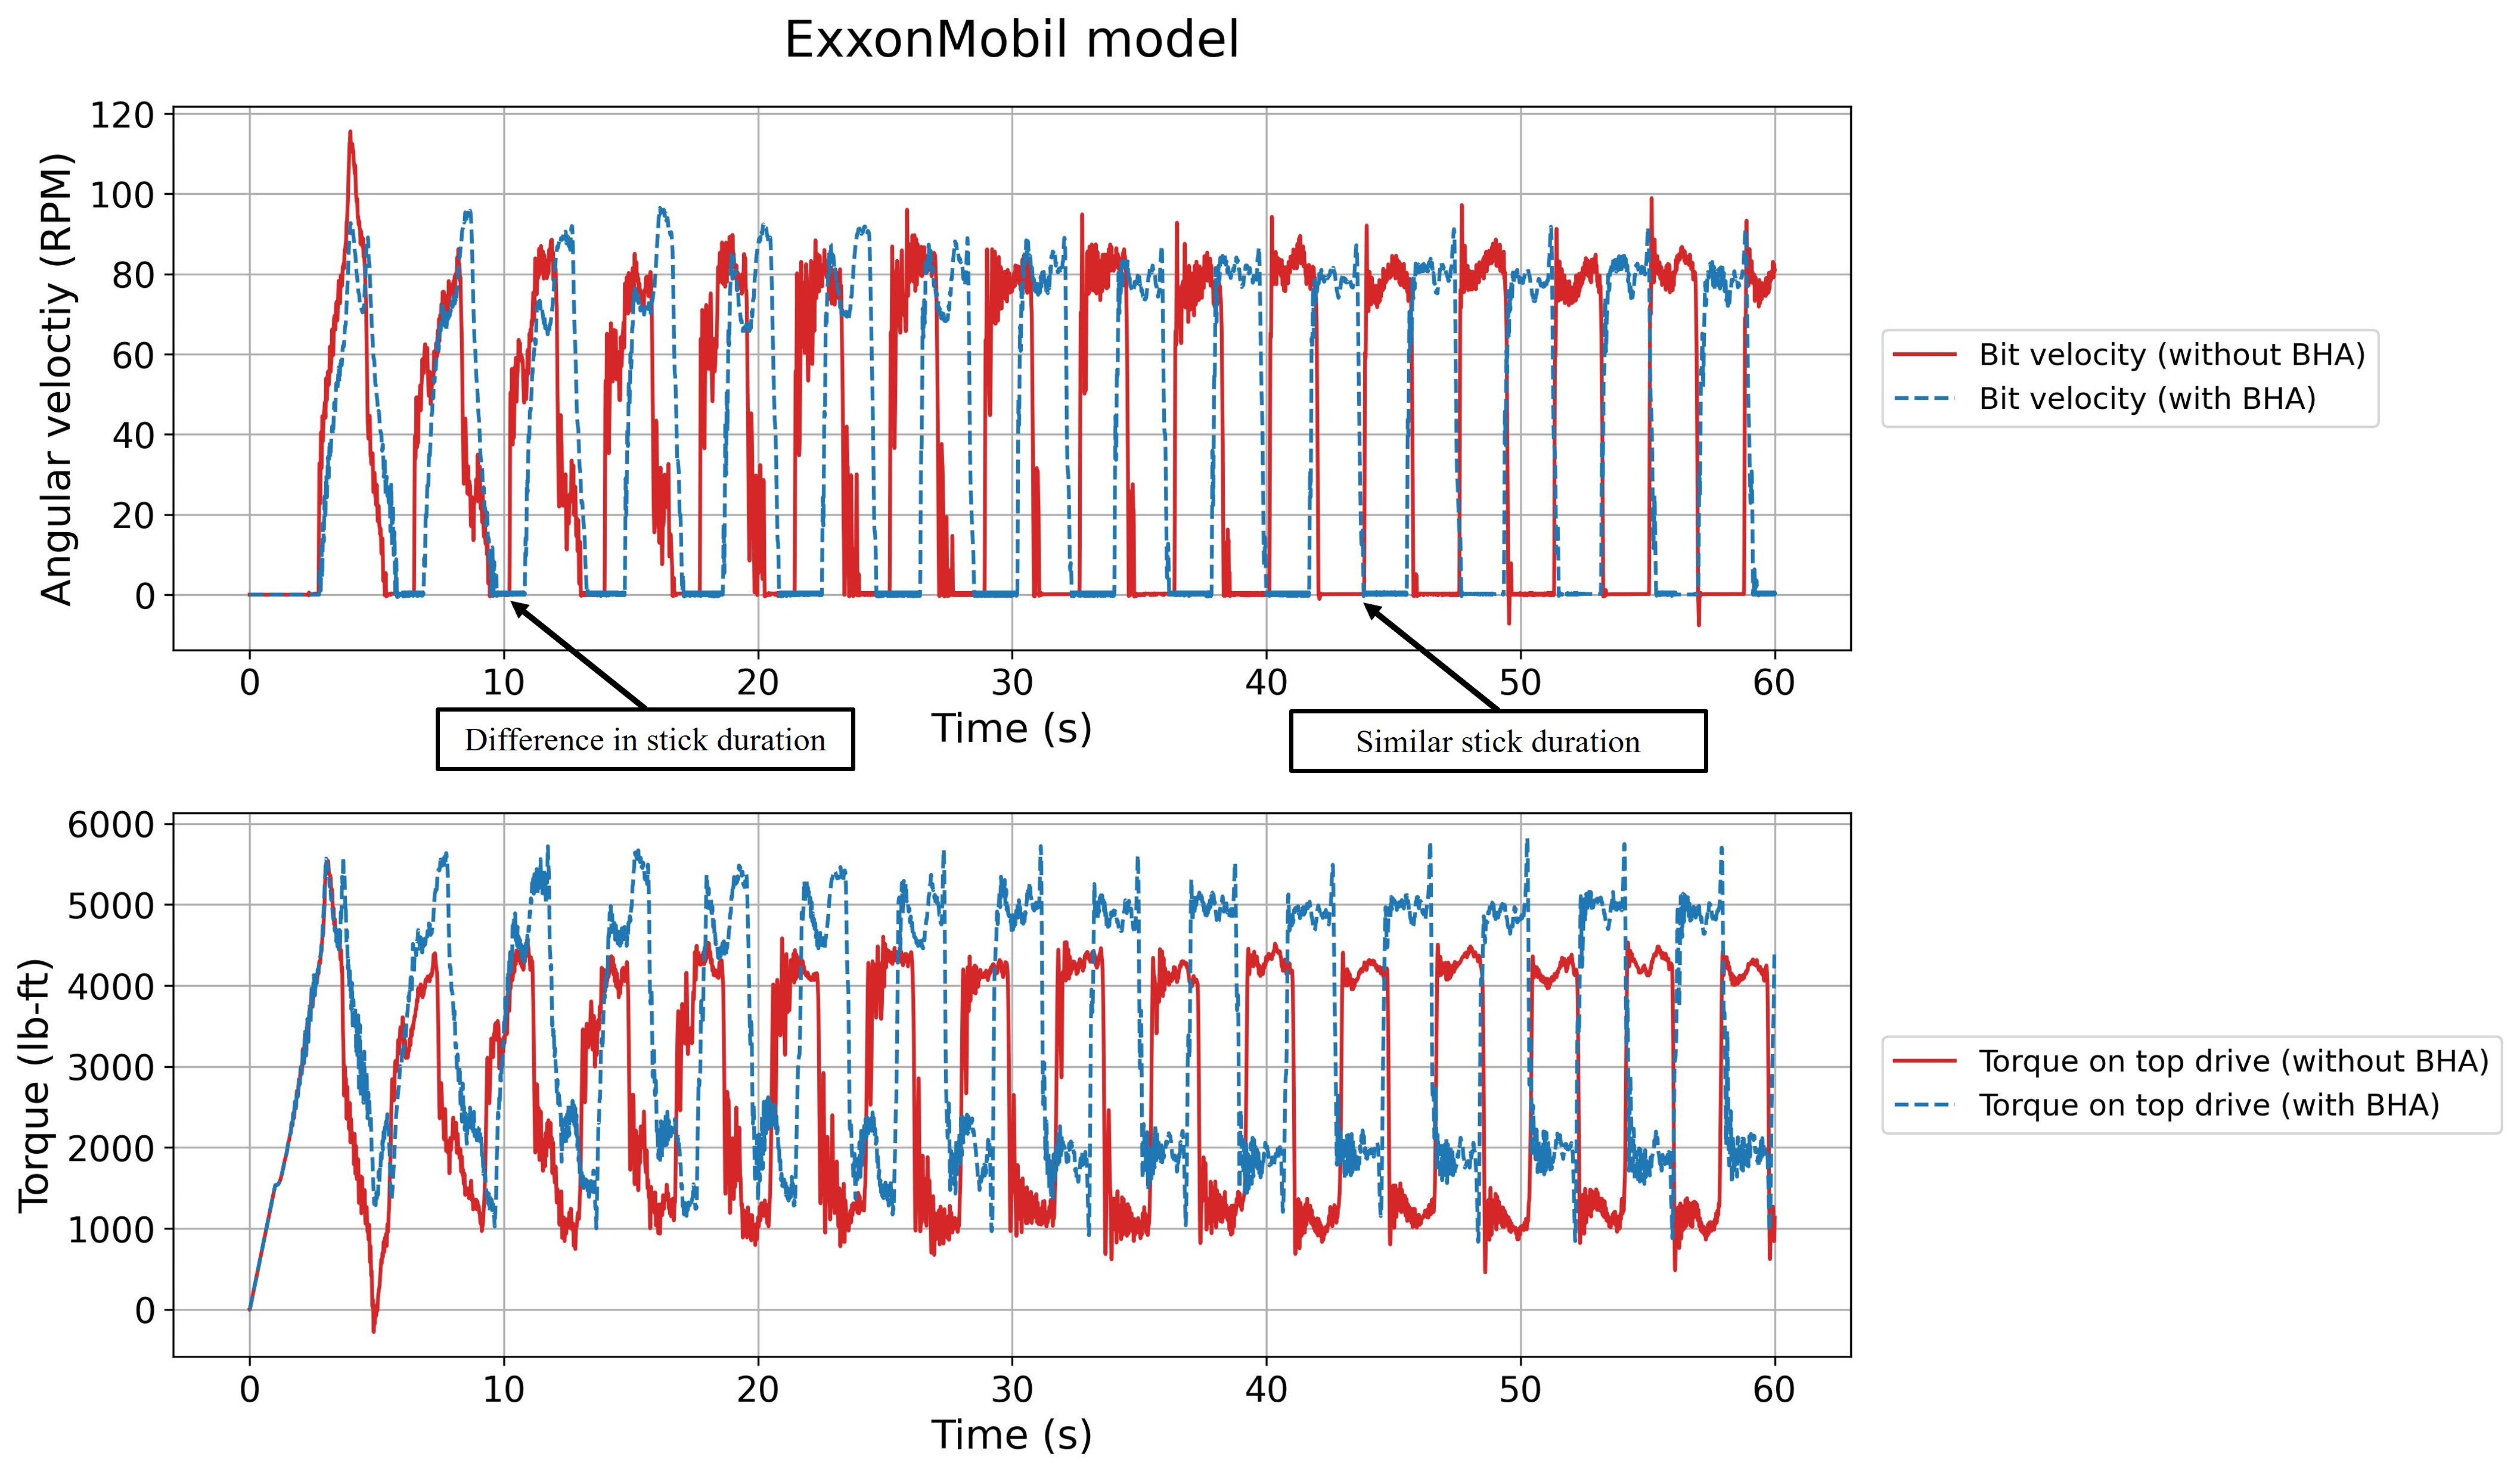 ExxonMobil model
Angular veloctiy (RPM)
120
100
80
60
40
20
0
0 10 20 30 40 50 60
Time (s)
Bit velocity (without BHA)
Bit velocity (with BHA)
Difference in stick duration
Similar stick duration
Torque (lb-ft)
6000
5000
4000
3000
2000
1000
0
0 10 20 30 40 50 60
Time (s)
Torque on top drive (without BHA)
Torque on top drive (with BHA)